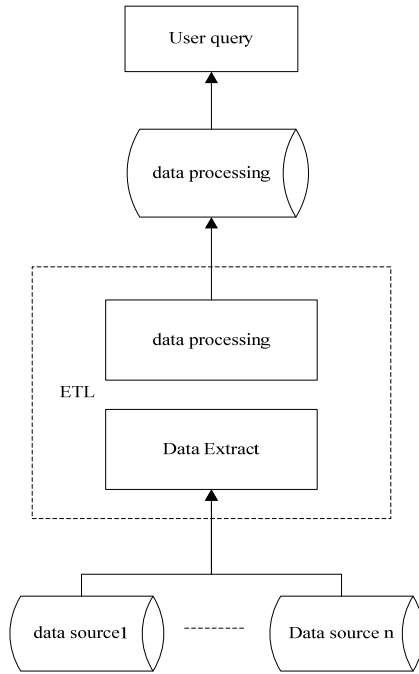 User query
data processing
data processing
ETL
Data Extract
data source1
Data source n